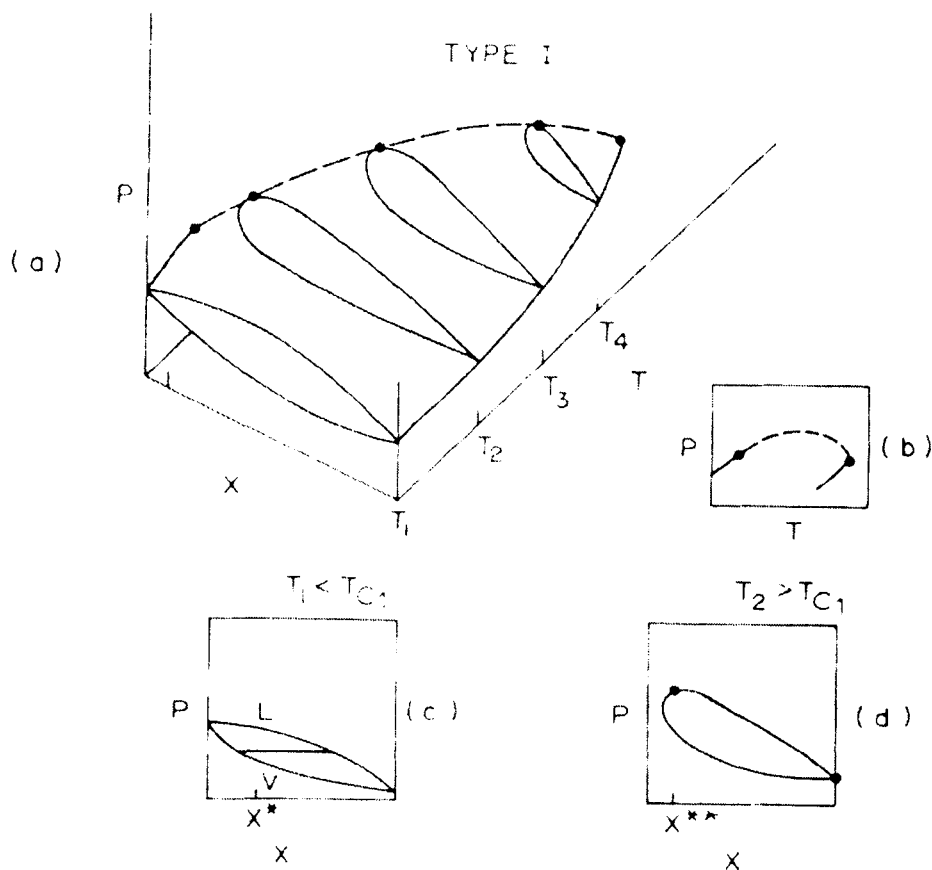 TYPE I
P
(a)
T4
T3
T
T2
X
T1
P
(b)
T
T1 < TC1
T2 > TC1
P
L
V
(c)
X*
X
P
(d)
X**
X